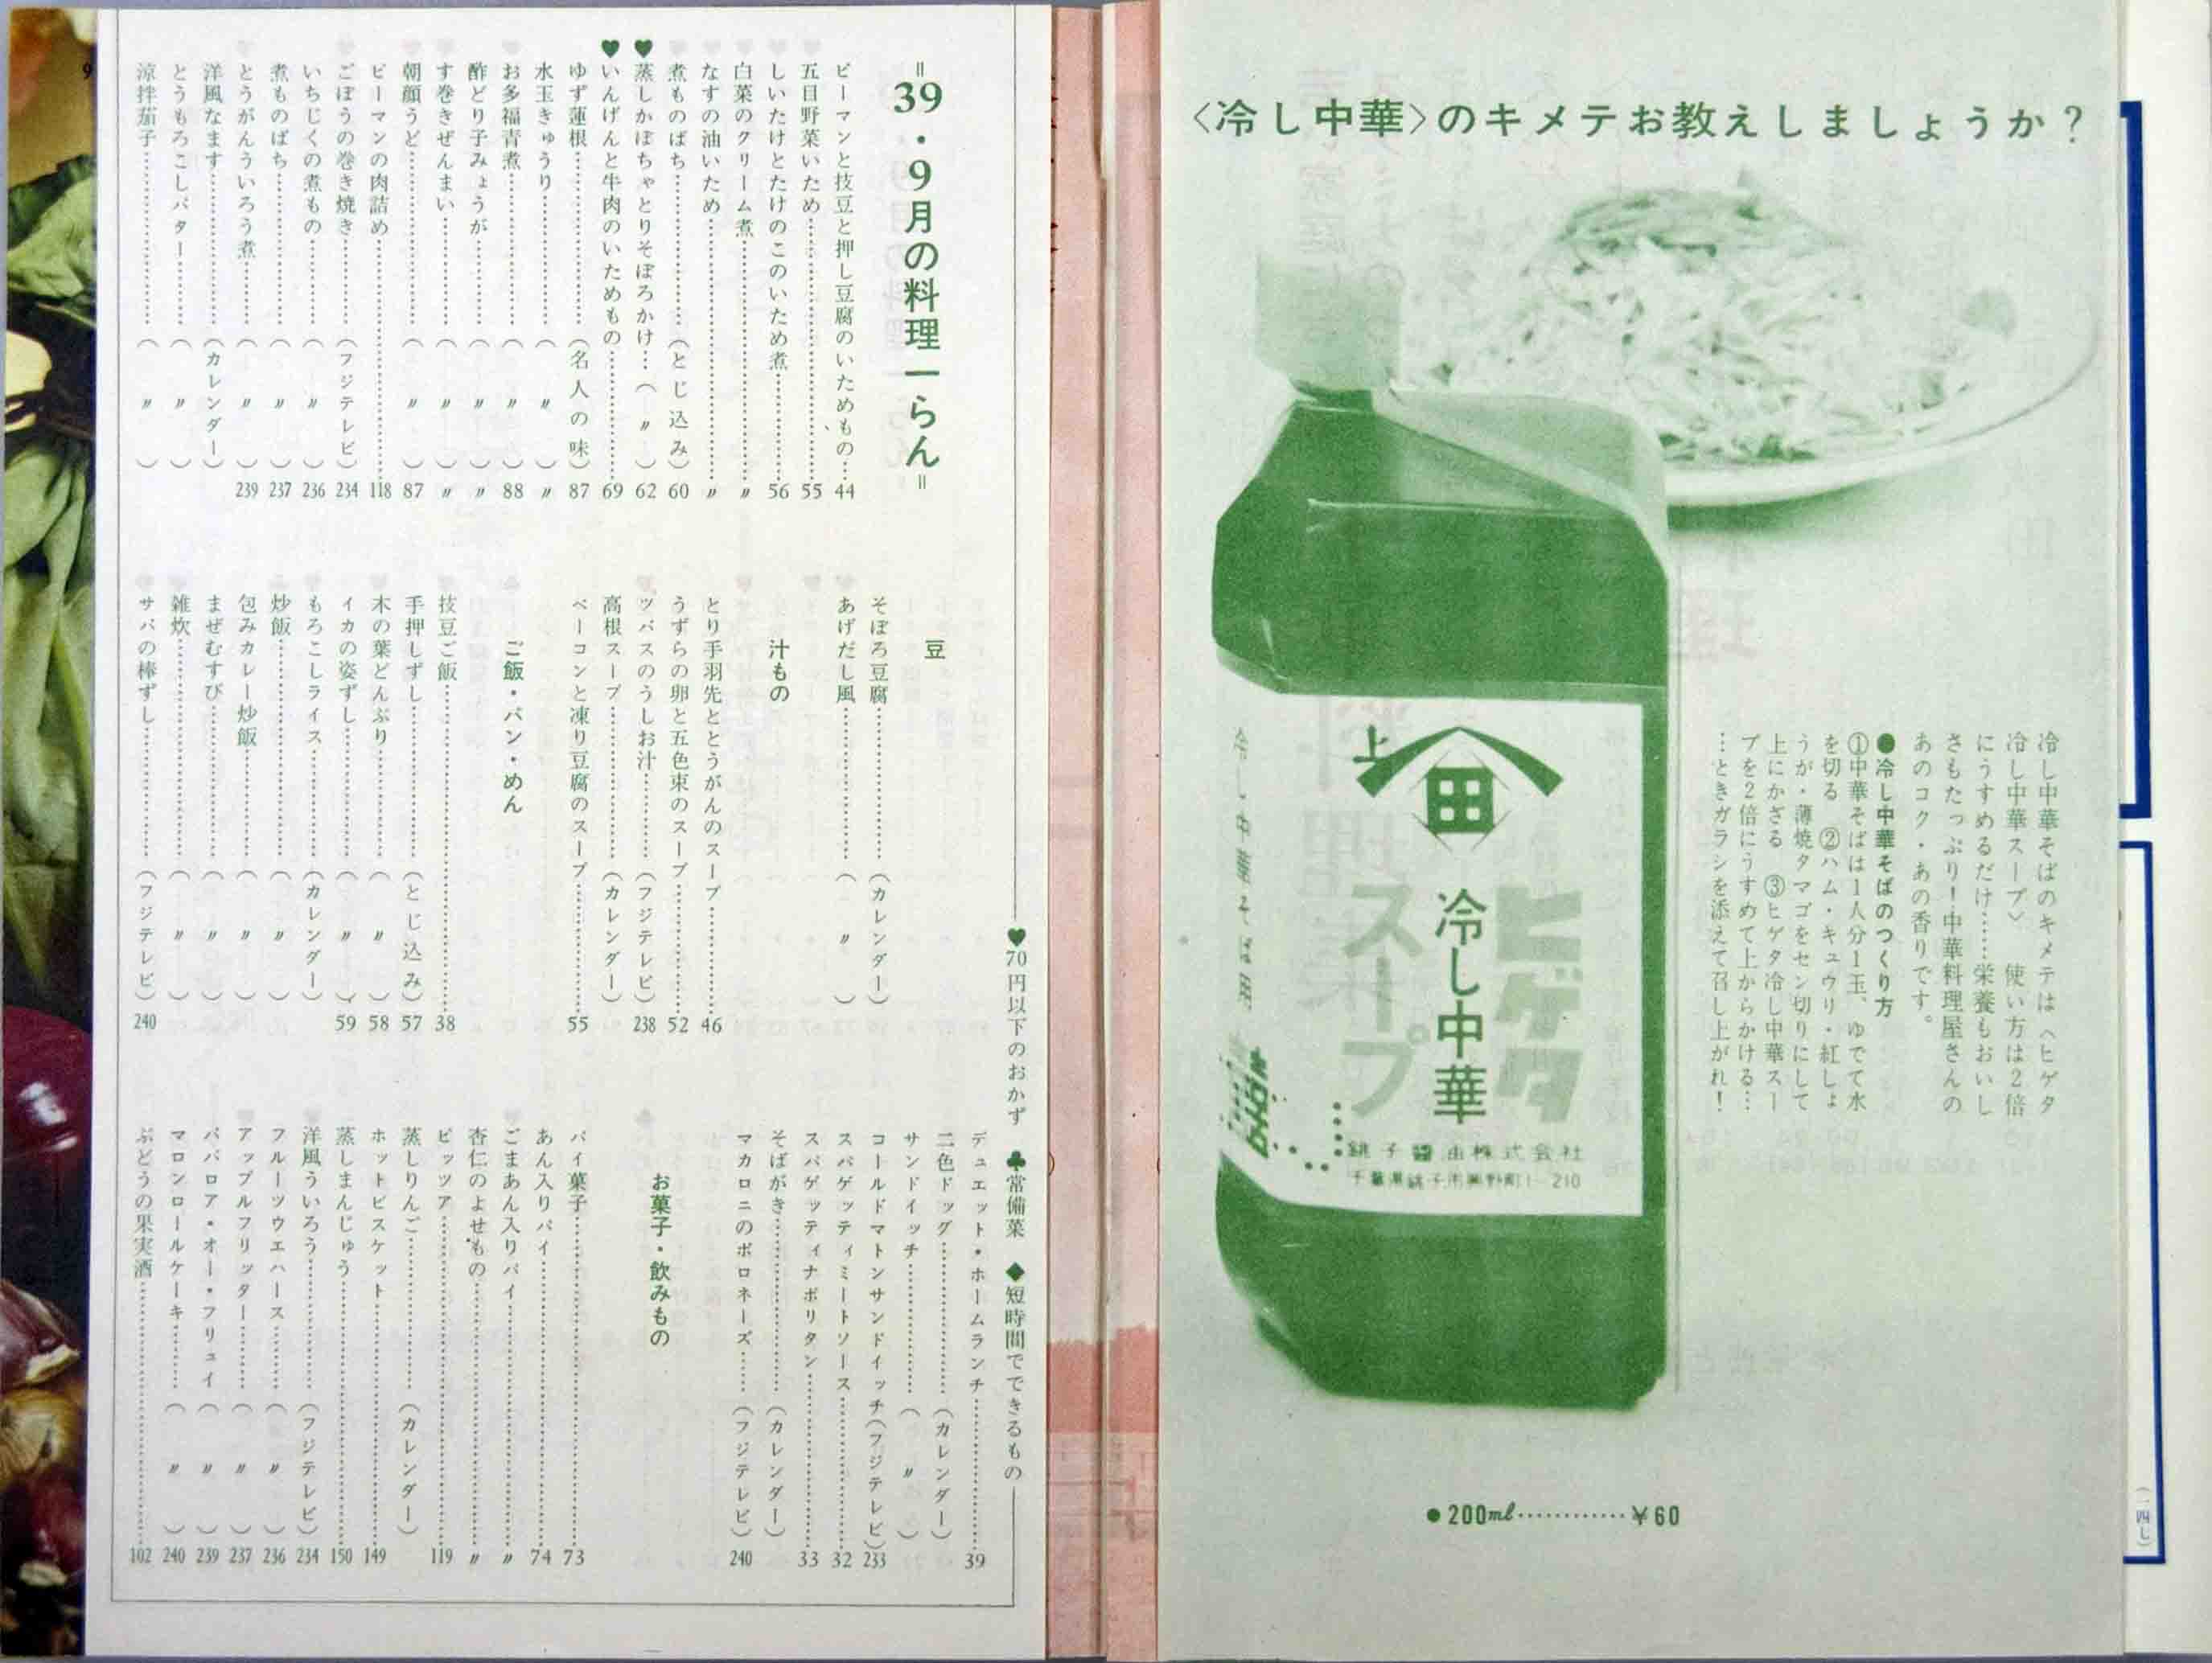 〈冷し中華〉のキメテお教えしましょうか？
冷し中華そばのキメテは〈ヒゲタ
冷し中華スープ〉 使い方は2倍
にうすめるだけ……栄養もおいし
さもたっぷり！中華料理屋さんの
あのコク・あの香りです。
●冷し中華そばのつくり方
①中華そばは1人分1玉、ゆでて水
を切る ②ハム・キュウリ・紅しょ
うが・薄焼タマゴをセン切りにして
上にかざる ③ヒゲタ冷し中華スー
プを2倍にうすめて上からかける…
…ときガラシを添えて召し上がれ！
上
田
ヒゲタ
冷し中華
スープ
銚子醬油株式会社
冷し中華そば用
●200ml…………¥60
（一四七）
♥70円以下のおかず ♣常備菜 ◆短時間でできるもの
＝39・9月の料理一らん＝
ピーマンと技豆と押し豆腐のいためもの…44
五目野菜いため……55
しいたけとたけのこのいため煮……56
白菜のクリーム煮……〃
なすの油いため……〃
煮ものばち……（とじ込み）60
♥蒸しかぼちゃとりそぼろかけ…（〃）62
♥いんげんと牛肉のいためもの……69
ゆず蓮根……（名人の味）87
水玉きゅうり……（〃）〃
お多福青煮……（〃）88
酢どり子みょうが……（〃）〃
す巻きぜんまい……（〃）〃
朝顔うど……（〃）87
ピーマンの肉詰め……118
ごぼうの巻き焼き……（フジテレビ）234
いちじくの煮もの……（〃）236
煮ものばち……（〃）237
とうがんういろう煮……（〃）239
洋風なます……（カレンダー）
とうもろこしバター……（〃）
涼拌茄子……（〃）
豆
そぼろ豆腐……（カレンダー）
あげだし風……（〃）
汁もの
とり手羽先ととうがんのスープ……46
うずらの卵と五色束のスープ……52
ツバスのうしお汁……（フジテレビ）238
高根スープ……（カレンダー）
ベーコンと凍り豆腐のスープ……55
ご飯・パン・めん
技豆ご飯……38
手押しずし……（とじ込み）57
木の葉どんぶり……（〃）58
イカの姿ずし……（〃）59
もろこしライス……（カレンダー）
炒飯……（〃）
包みカレー炒飯……（〃）
まぜむすび……（〃）
雑炊……（〃）
サバの棒ずし……（フジテレビ）240
デュエット・ホームランチ……39
二色ドッグ……（カレンダー）
サンドイッチ……（〃）
コールドマトンサンドイッチ（フジテレビ）233
スパゲッティミートソース……32
スパゲッティナポリタン……33
そばがき……（カレンダー）
マカロニのボロネーズ……（フジテレビ）240
お菓子・飲みもの
パイ菓子……73
あん入りパイ……74
ごまあん入りパイ……〃
杏仁のよせもの……〃
ピッツア……119
蒸しりんご……（カレンダー）
ホットビスケット……149
蒸しまんじゅう……150
洋風ういろう……（フジテレビ）234
フルーツウエハース……（〃）236
アップルフリッター……（〃）237
ババロア・オー・フリュイ（〃）239
マロンロールケーキ……（〃）240
ぶどうの果実酒……102
9